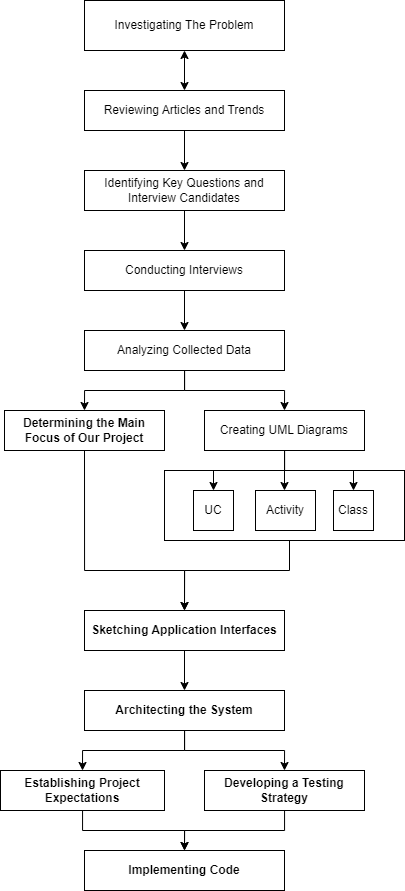 Investigating The Problem
Reviewing Articles and Trends
Identifying Key Questions and
Interview Candidates
Conducting Interviews
Analyzing Collected Data
Determining the Main
Focus of Our Project
Creating UML Diagrams
UC
Activity
Class
Sketching Application Interfaces
Architecting the System
Establishing Project
Expectations
Developing a Testing
Strategy
Implementing Code